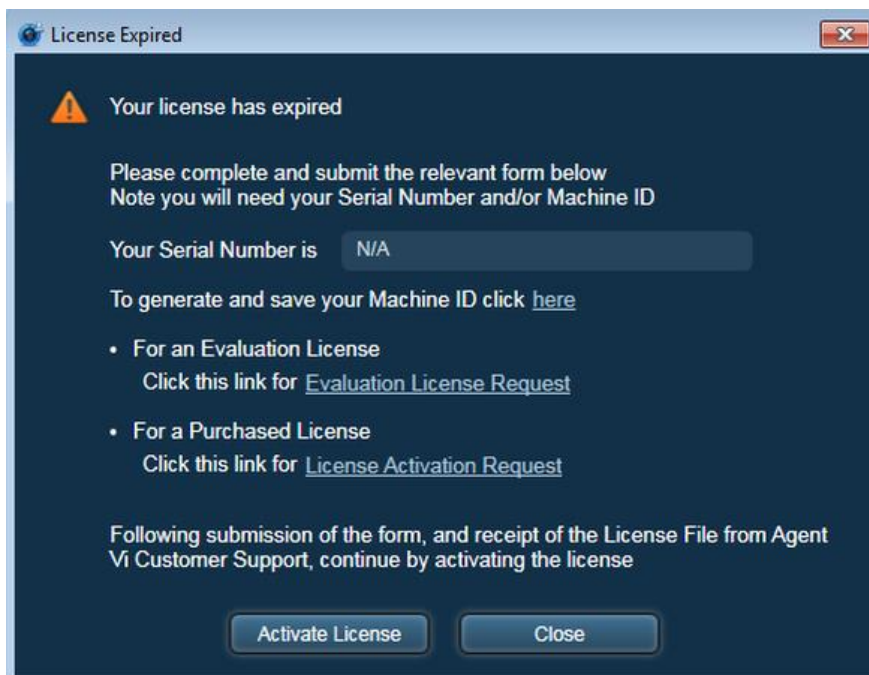 License Expired
Your license has expired
Please complete and submit the relevant form below
Note you will need your Serial Number and/or Machine ID
Your Serial Number is N/A
To generate and save your Machine ID click here
• For an Evaluation License
Click this link for Evaluation License Request
• For a Purchased License
Click this link for License Activation Request
Following submission of the form, and receipt of the License File from Agent
Vi Customer Support, continue by activating the license
Activate License Close